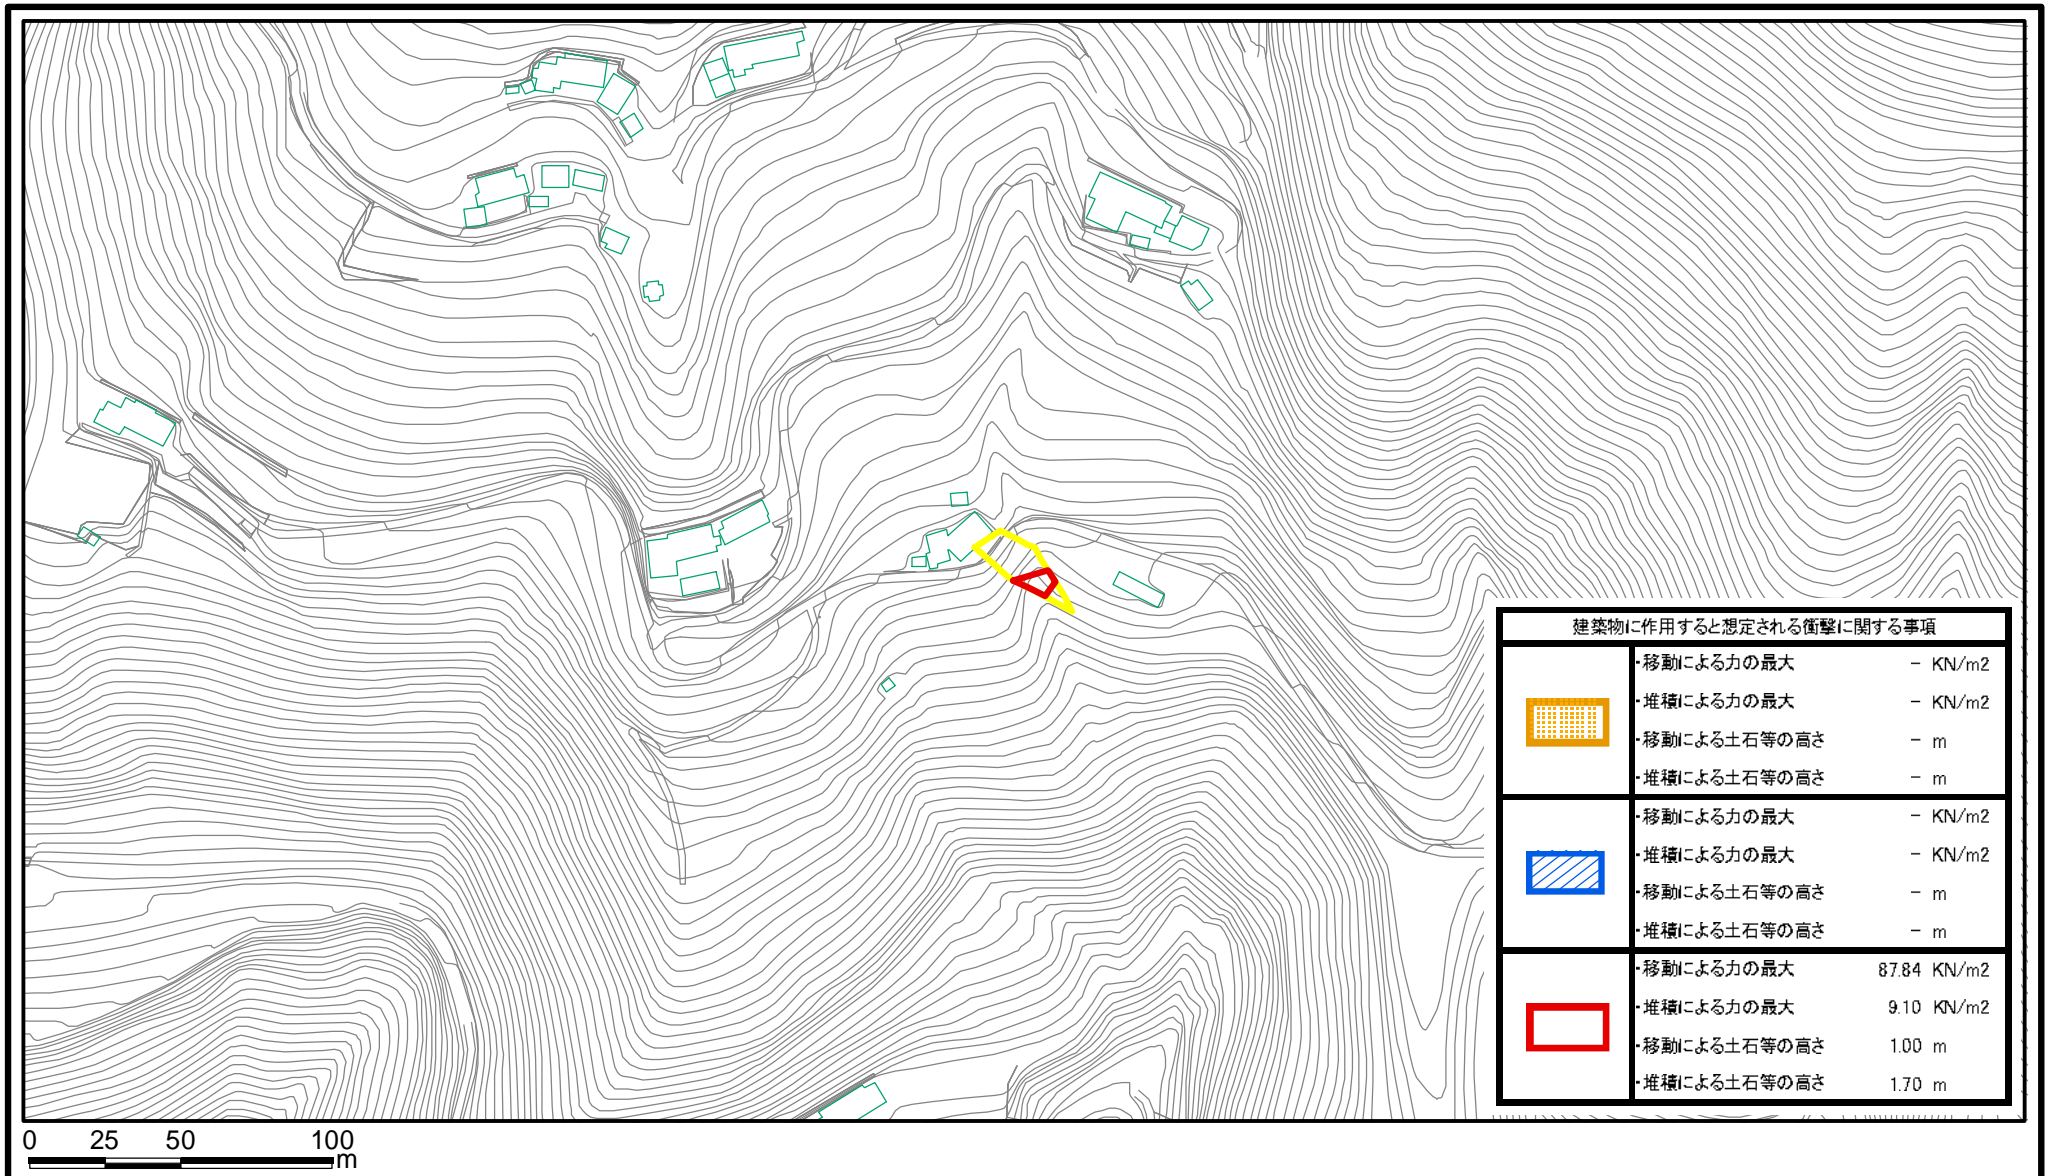 建築物に作用すると想定される衝撃に関する事項
・移動による力の最大 － KN/m2
・堆積による力の最大 － KN/m2
・移動による土石等の高さ － m
・堆積による土石等の高さ － m
・移動による力の最大 － KN/m2
・堆積による力の最大 － KN/m2
・移動による土石等の高さ － m
・堆積による土石等の高さ － m
・移動による力の最大 87.84 KN/m2
・堆積による力の最大 9.10 KN/m2
・移動による土石等の高さ 1.00 m
・堆積による土石等の高さ 1.70 m
0 25 50 100
m